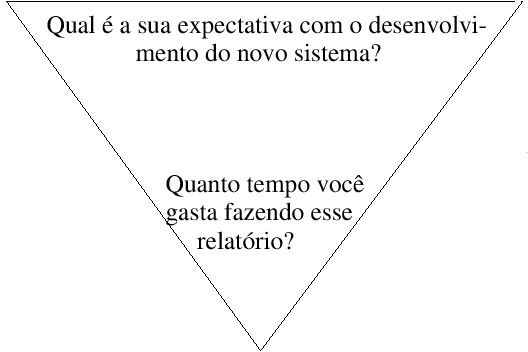 Qual é a sua expectativa com o desenvolvi-
mento do novo sistema?
Quanto tempo você
gasta fazendo esse
relatório?